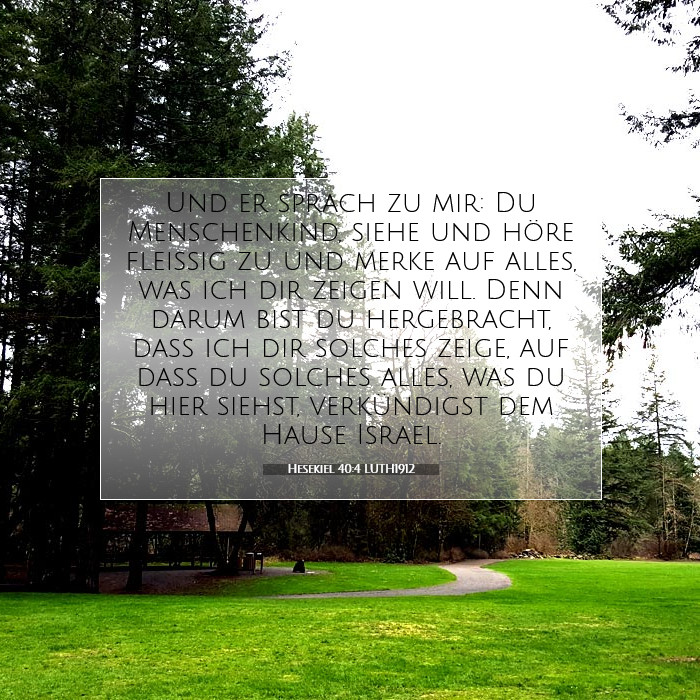 Und er sprach zu mir: Du
Menschenkind, siehe und höre
fleißig zu und merke auf alles,
was ich dir zeigen will. Denn
darum bist du hergebracht,
daß ich dir solches zeige, auf
daß du solches alles, was du
hier siehst, verkündigst dem
Hause Israel.
Hesekiel 40:4 LUTH1912